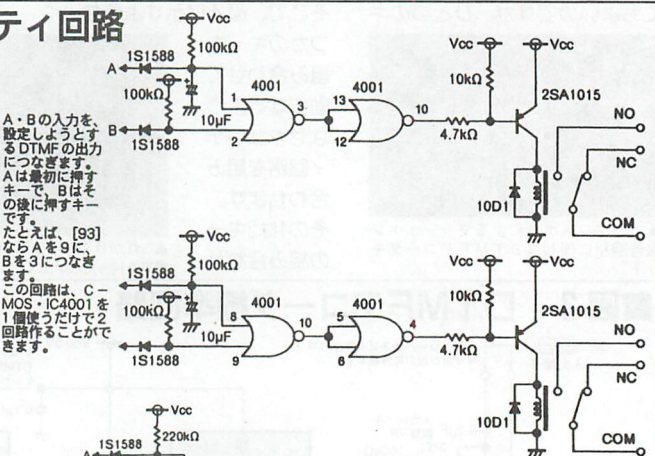 ティ回路
A・Bの入力を、
設定しようとす
るDTMFの出力
につなぎます。
Aは最初に押す
キーで、Bはそ
の後に押すキー
です。
たとえば、[93]
ならAを9に、
Bを3につなぎ
ます。
この回路は、C−
MOS・IC4001を
1個使うだけで2
回路作ることがで
きます。
Vcc
100kΩ
1S1588
A
100kΩ
10μF
B
1S1588
1
2
4001
3
13
12
4001
10
4.7kΩ
Vcc
Vcc
10kΩ
2SA1015
10D1
NO
NC
COM
Vcc
100kΩ
1S1588
100kΩ
10μF
1S1588
8
9
4001
10
5
6
4001
4
4.7kΩ
Vcc
Vcc
10kΩ
2SA1015
10D1
NO
NC
COM
Vcc
220kΩ
1S1588
A